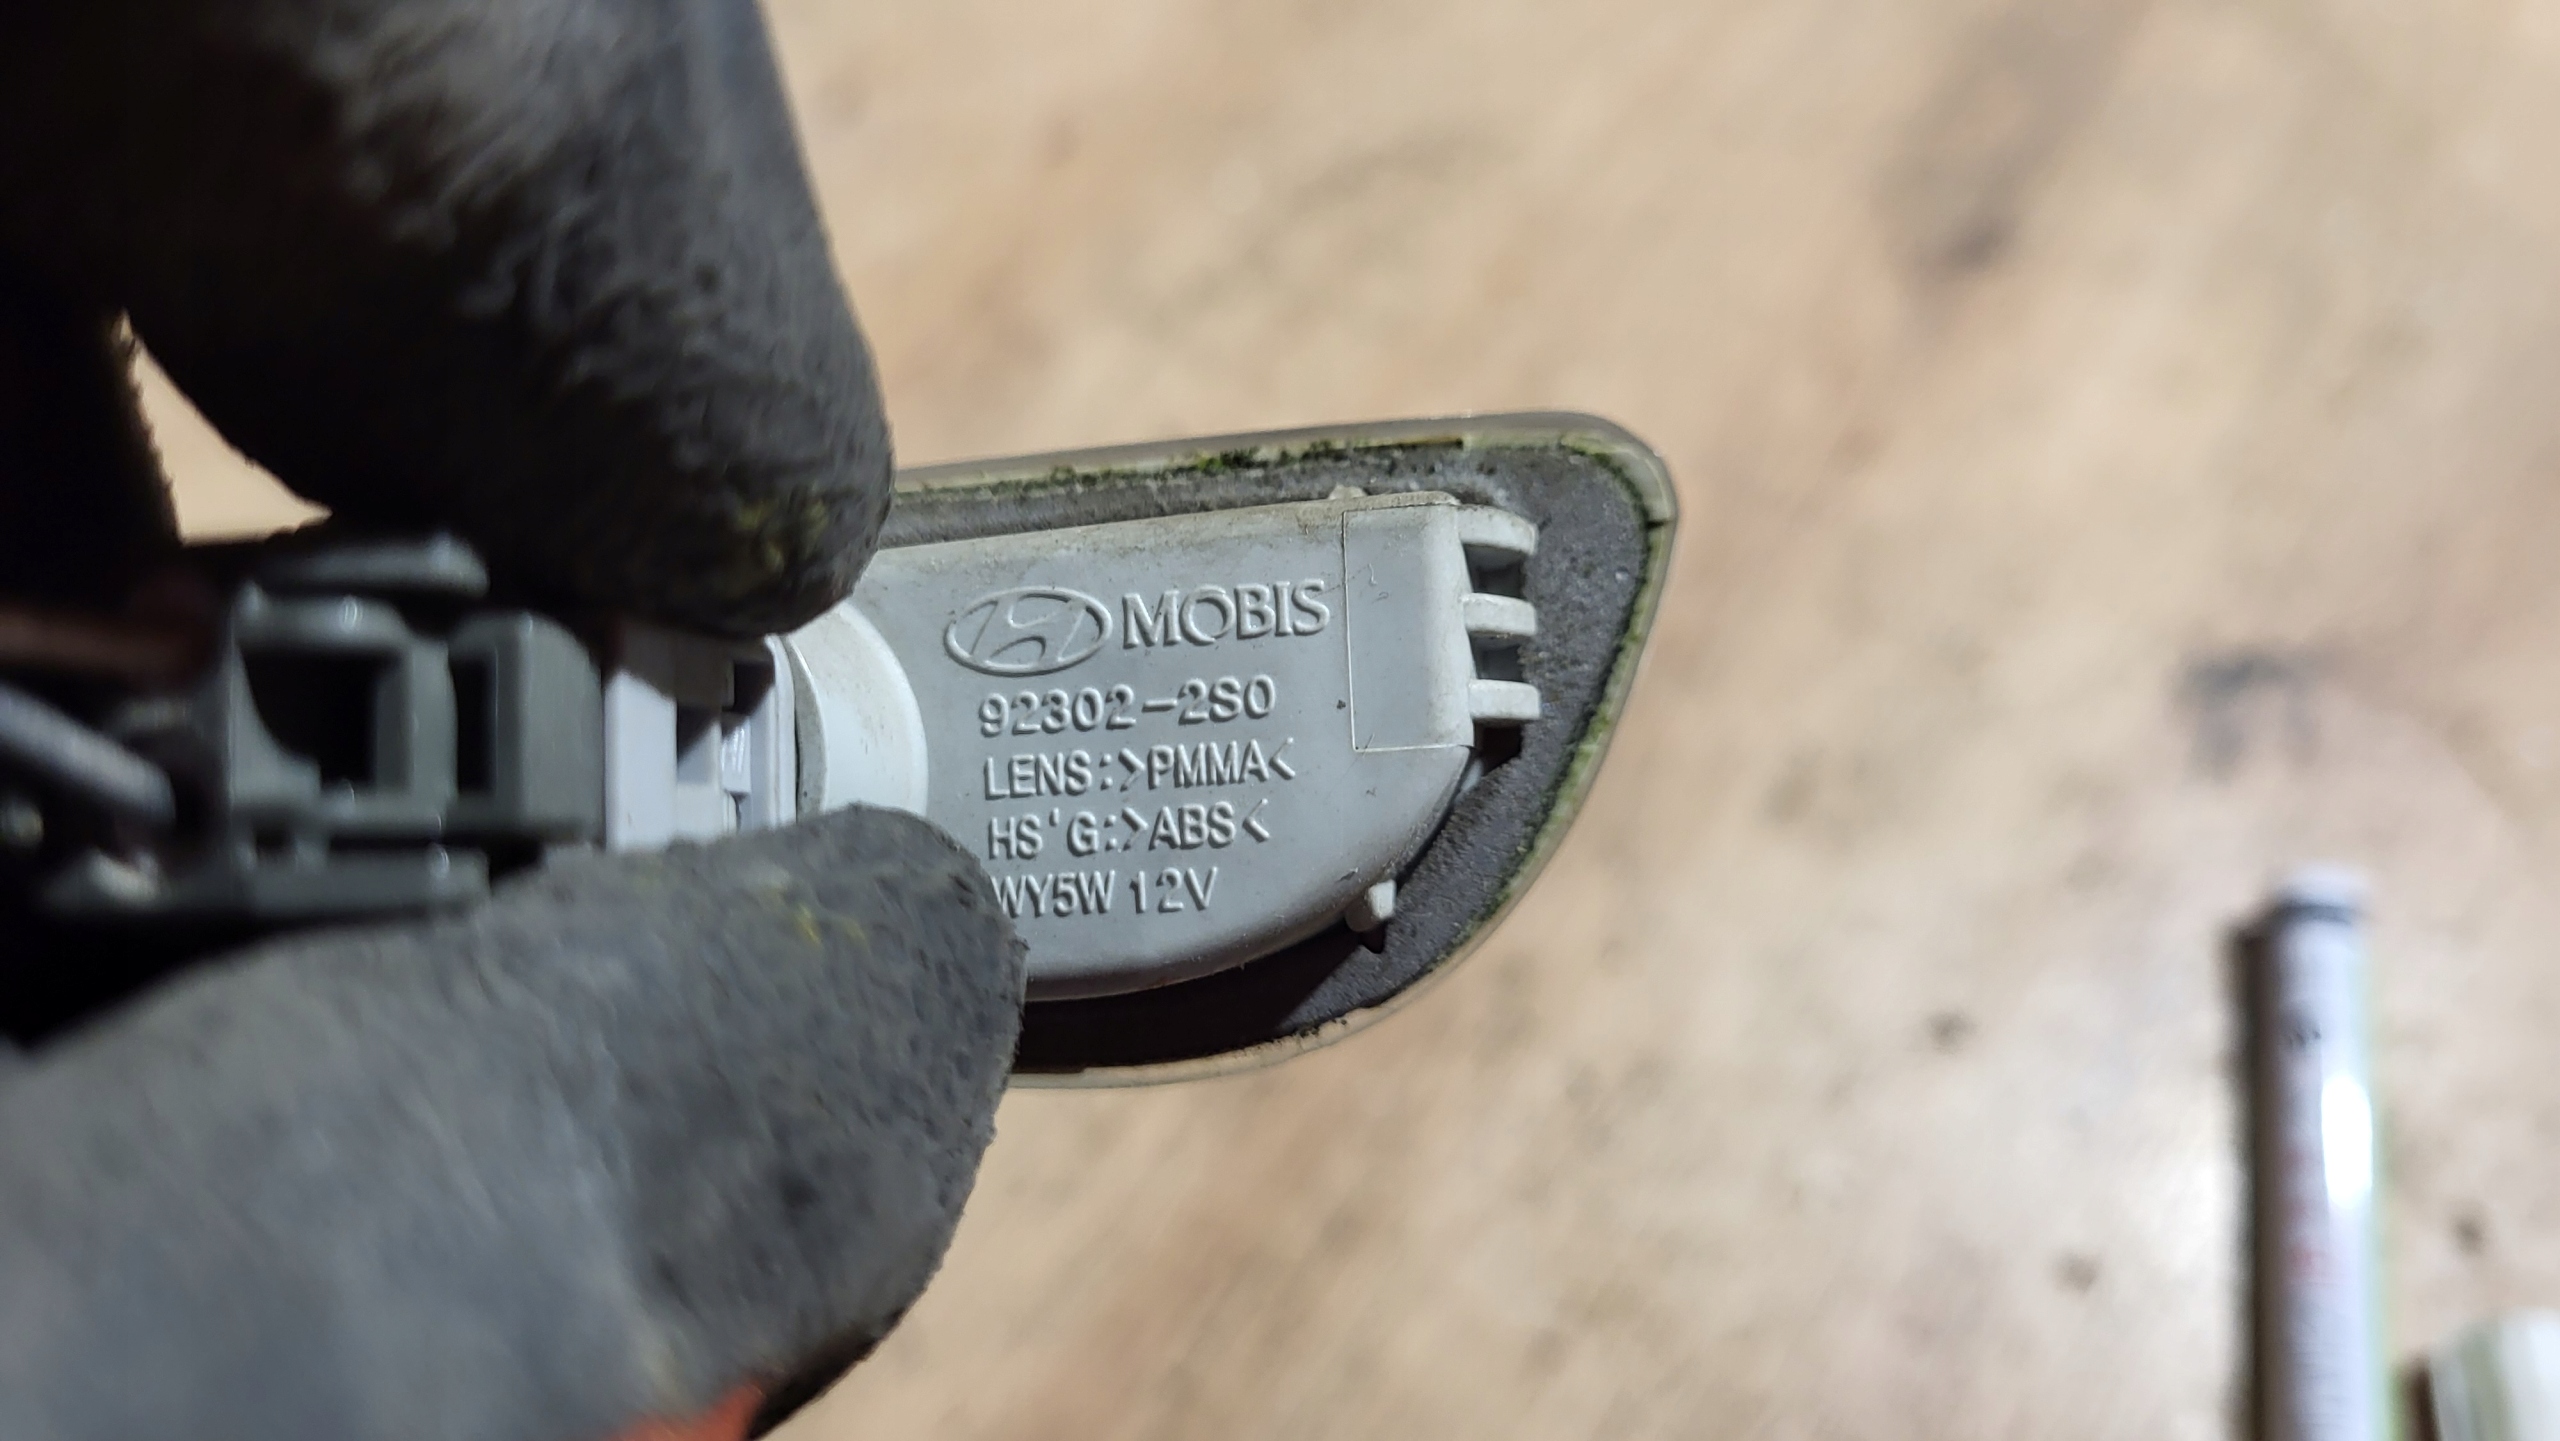 MOBIS
92302-2S0
LENS:>PMMA<
HS'G:>ABS<
WY5W 12V